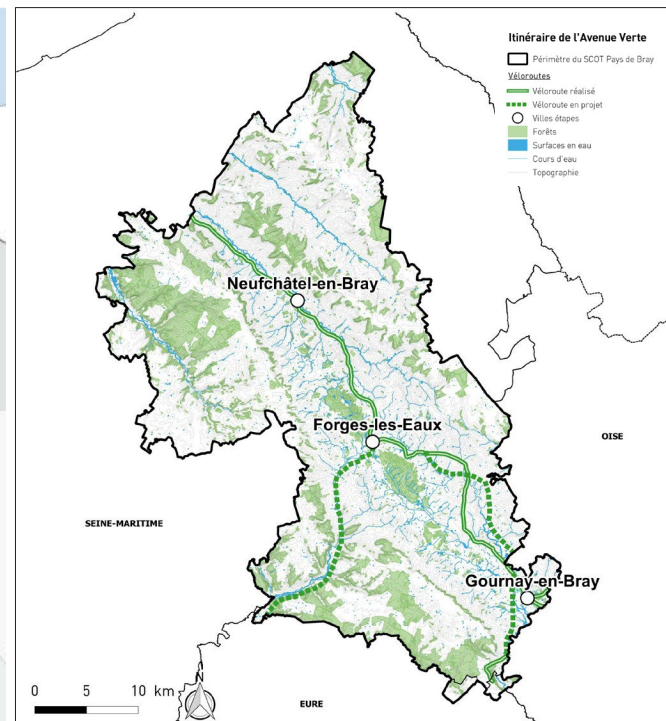 Itinéraire de l'Avenue Verte
Périmètre du SCOT Pays de Bray
Véloroutes
Véloroute réalisé
Véloroute en projet
Villes étapes
Forêts
Surfaces en eau
Cours d'eau
Topographie
Neufchâtel-en-Bray
Forges-les-Eaux
OISE
SEINE-MARITIME
Gournay-en-Bray
N
0 5 10 km
EURE